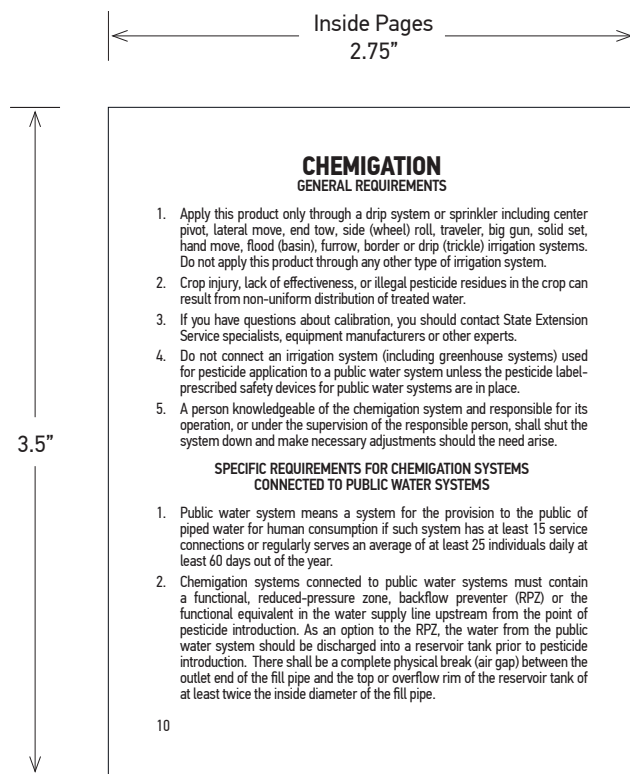 Inside Pages
2.75”
3.5”
CHEMIGATION
GENERAL REQUIREMENTS
1. Apply this product only through a drip system or sprinkler including center
pivot, lateral move, end tow, side (wheel) roll, traveler, big gun, solid set,
hand move, flood (basin), furrow, border or drip (trickle) irrigation systems.
Do not apply this product through any other type of irrigation system.
2. Crop injury, lack of effectiveness, or illegal pesticide residues in the crop can
result from non-uniform distribution of treated water.
3. If you have questions about calibration, you should contact State Extension
Service specialists, equipment manufacturers or other experts.
4. Do not connect an irrigation system (including greenhouse systems) used
for pesticide application to a public water system unless the pesticide label-
prescribed safety devices for public water systems are in place.
5. A person knowledgeable of the chemigation system and responsible for its
operation, or under the supervision of the responsible person, shall shut the
system down and make necessary adjustments should the need arise.
SPECIFIC REQUIREMENTS FOR CHEMIGATION SYSTEMS
CONNECTED TO PUBLIC WATER SYSTEMS
1. Public water system means a system for the provision to the public of
piped water for human consumption if such system has at least 15 service
connections or regularly serves an average of at least 25 individuals daily at
least 60 days out of the year.
2. Chemigation systems connected to public water systems must contain
a functional, reduced-pressure zone, backflow preventer (RPZ) or the
functional equivalent in the water supply line upstream from the point of
pesticide introduction. As an option to the RPZ, the water from the public
water system should be discharged into a reservoir tank prior to pesticide
introduction. There shall be a complete physical break (air gap) between the
outlet end of the fill pipe and the top or overflow rim of the reservoir tank of
at least twice the inside diameter of the fill pipe.
10